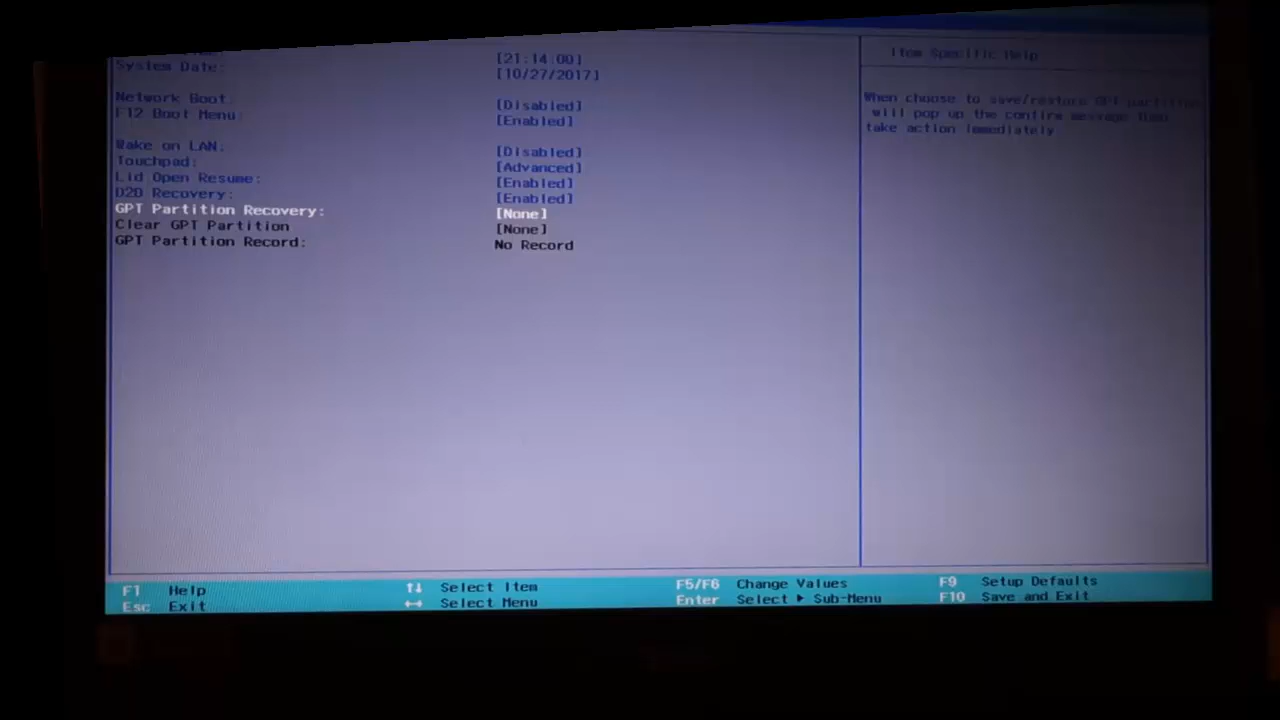 [21:14:00]
System Date: [10/27/2017]
Network Boot: [Disabled]
F12 Boot Menu: [Enabled]
Wake on LAN: [Disabled]
Touchpad: [Advanced]
Lid Open Resume: [Enabled]
D2D Recovery: [Enabled]
GPT Partition Recovery: [None]
Clear GPT Partition [None]
GPT Partition Record: No Record
Item Specific Help
When choose to save/restore GPT partition
will pop up the confirm message then
take action immediately
F1 Help ↑↓ Select Item F5/F6 Change Values F9 Setup Defaults
Esc Exit ↔ Select Menu Enter Select ▶ Sub-Menu F10 Save and Exit